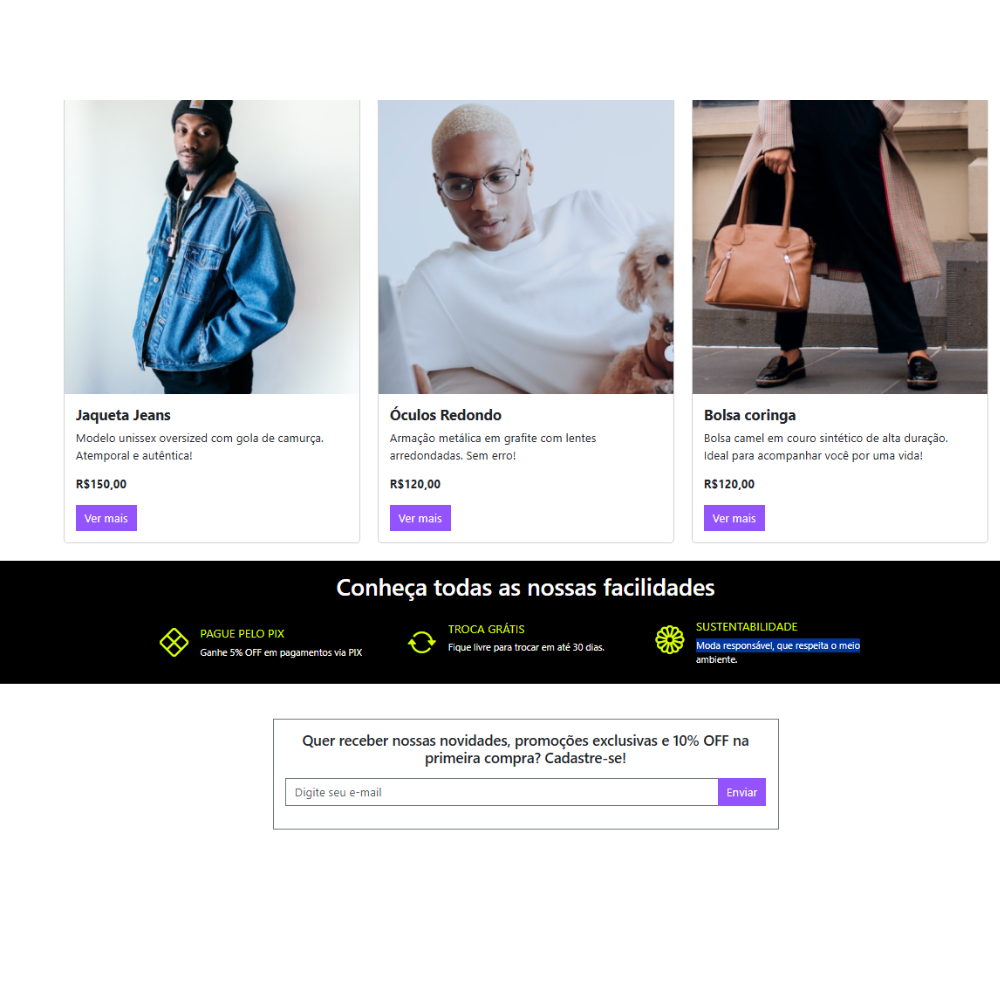 Jaqueta Jeans
Modelo unissex oversized com gola de camurça.
Atemporal e autêntica!
R$150,00
Ver mais
Óculos Redondo
Armação metálica em grafite com lentes
arredondadas. Sem erro!
R$120,00
Ver mais
Bolsa coringa
Bolsa camel em couro sintético de alta duração.
Ideal para acompanhar você por uma vida!
R$120,00
Ver mais
Conheça todas as nossas facilidades
PAGUE PELO PIX
Ganhe 5% OFF em pagamentos via PIX
TROCA GRÁTIS
Fique livre para trocar em até 30 dias.
SUSTENTABILIDADE
Moda responsável, que respeita o meio
ambiente.
Quer receber nossas novidades, promoções exclusivas e 10% OFF na
primeira compra? Cadastre-se!
Digite seu e-mail
Enviar